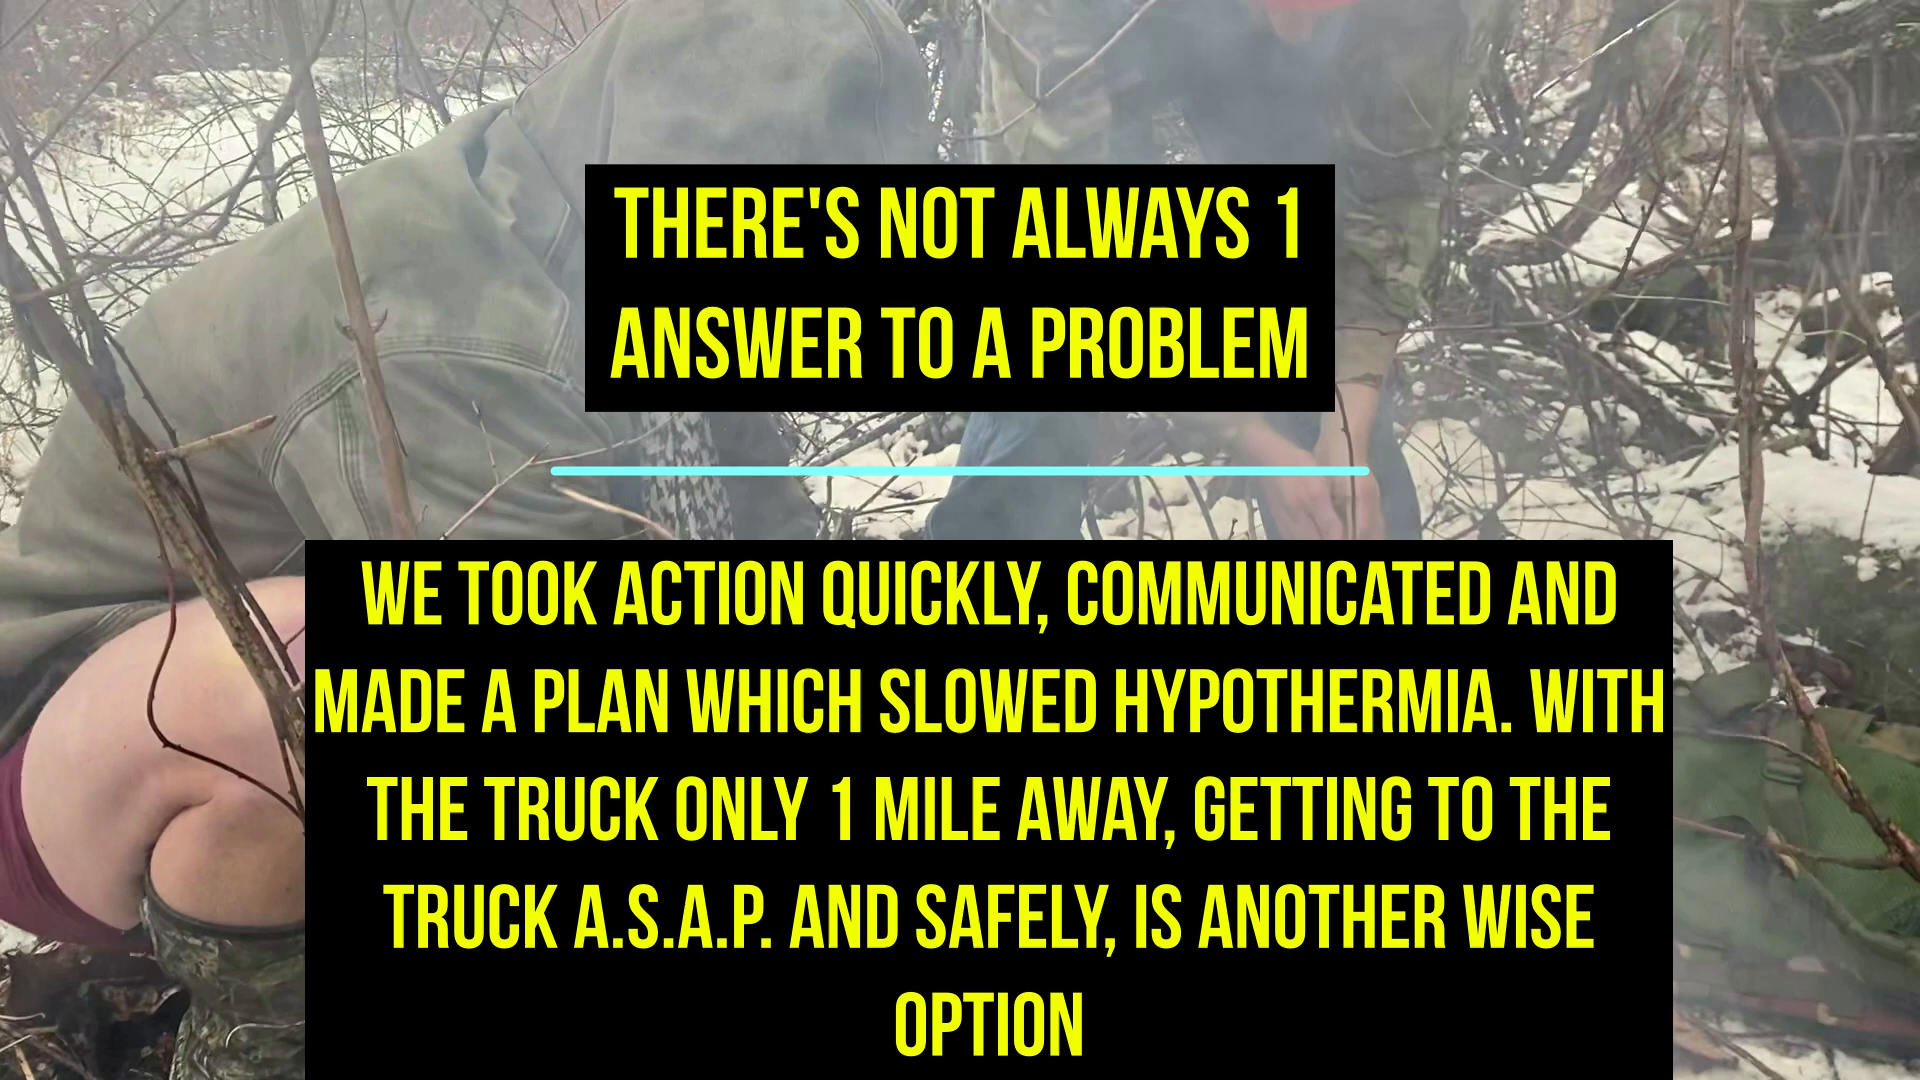 THERE'S NOT ALWAYS 1
ANSWER TO A PROBLEM
WE TOOK ACTION QUICKLY, COMMUNICATED AND
MADE A PLAN WHICH SLOWED HYPOTHERMIA. WITH
THE TRUCK ONLY 1 MILE AWAY, GETTING TO THE
TRUCK A.S.A.P. AND SAFELY, IS ANOTHER WISE
OPTION